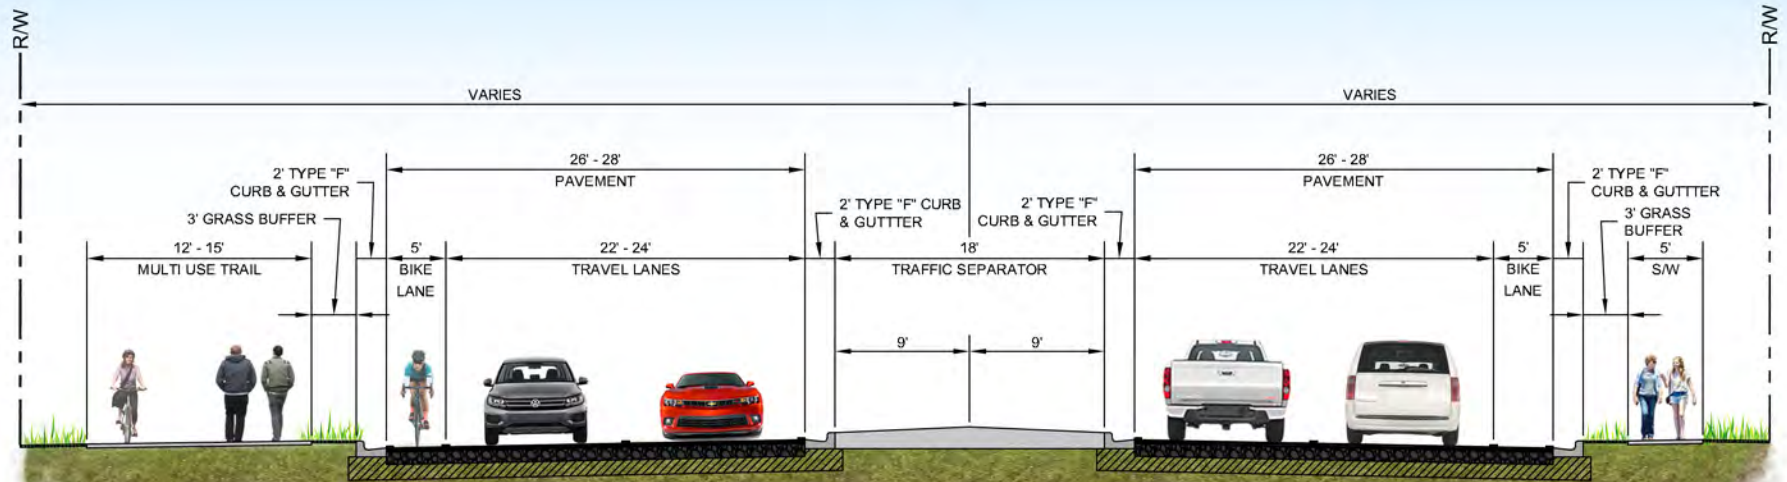 R/W
R/W
VARIES
VARIES
26' - 28'
PAVEMENT
26' - 28'
PAVEMENT
2' TYPE "F"
CURB & GUTTER
3' GRASS BUFFER
2' TYPE "F" CURB
& GUTTTER
2' TYPE "F"
CURB & GUTTER
2' TYPE "F"
CURB & GUTTTER
3' GRASS
BUFFER
12' - 15'
MULTI USE TRAIL
5'
BIKE
LANE
22' - 24'
TRAVEL LANES
18'
TRAFFIC SEPARATOR
22' - 24'
TRAVEL LANES
5'
BIKE
LANE
5'
S/W
9'
9'